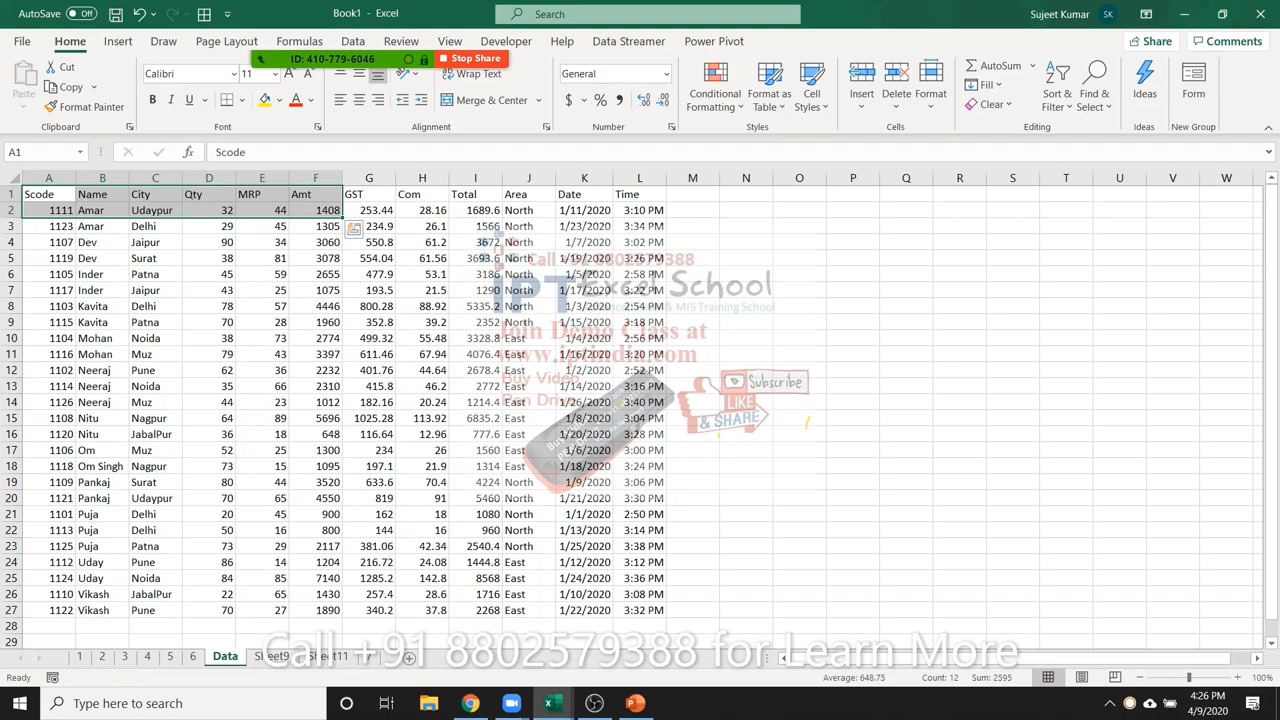 AutoSave Off Book1 - Excel Search Sujeet Kumar SK
File Home Insert Draw Page Layout Formulas Data Review View Developer Help Data Streamer Power Pivot Share Comments
ID: 410-779-6046 Stop Share
Cut Calibri 11 Wrap Text General AutoSum
Paste Copy Conditional Format as Cell Insert Delete Format Fill Sort & Find & Ideas Form
Format Painter B I U Merge & Center $ % Formatting Table Styles Clear Filter Select
Clipboard Font Alignment Number Styles Cells Editing Ideas New Group
A1 fx Scode
A B C D E F G H I J K L M N O P Q R S T U V W
1 Scode Name City Qty MRP Amt GST Com Total Area Date Time
2 1111 Amar Udaypur 32 44 1408 253.44 28.16 1689.6 North 1/11/2020 3:10 PM
3 1123 Amar Delhi 29 45 1305 234.9 26.1 1566 North 1/23/2020 3:34 PM
4 1107 Dev Jaipur 90 34 3060 550.8 61.2 3672 North 1/7/2020 3:02 PM
5 1119 Dev Surat 38 81 3078 554.04 61.56 3693.6 North 1/19/2020 3:26 PM
6 1105 Inder Patna 45 59 2655 477.9 53.1 3186 North 1/5/2020 2:58 PM
7 1117 Inder Jaipur 43 25 1075 193.5 21.5 1290 North 1/17/2020 3:22 PM
8 1103 Kavita Delhi 78 57 4446 800.28 88.92 5335.2 North 1/3/2020 2:54 PM
9 1115 Kavita Patna 70 28 1960 352.8 39.2 2352 North 1/15/2020 3:18 PM
10 1104 Mohan Noida 38 73 2774 499.32 55.48 3328.8 East 1/4/2020 2:56 PM
11 1116 Mohan Muz 79 43 3397 611.46 67.94 4076.4 East 1/16/2020 3:20 PM
12 1102 Neeraj Pune 62 36 2232 401.76 44.64 2678.4 East 1/2/2020 2:52 PM
13 1114 Neeraj Noida 35 66 2310 415.8 46.2 2772 East 1/14/2020 3:16 PM
14 1126 Neeraj Muz 44 23 1012 182.16 20.24 1214.4 East 1/26/2020 3:40 PM
15 1108 Nitu Nagpur 64 89 5696 1025.28 113.92 6835.2 East 1/8/2020 3:04 PM
16 1120 Nitu JabalPur 36 18 648 116.64 12.96 777.6 East 1/20/2020 3:28 PM
17 1106 Om Muz 52 25 1300 234 26 1560 East 1/6/2020 3:00 PM
18 1118 Om Singh Nagpur 73 15 1095 197.1 21.9 1314 East 1/18/2020 3:24 PM
19 1109 Pankaj Surat 80 44 3520 633.6 70.4 4224 North 1/9/2020 3:06 PM
20 1121 Pankaj Udaypur 70 65 4550 819 91 5460 North 1/21/2020 3:30 PM
21 1101 Puja Delhi 20 45 900 162 18 1080 North 1/1/2020 2:50 PM
22 1113 Puja Delhi 50 16 800 144 16 960 North 1/13/2020 3:14 PM
23 1125 Puja Patna 73 29 2117 381.06 42.34 2540.4 North 1/25/2020 3:38 PM
24 1112 Uday Pune 86 14 1204 216.72 24.08 1444.8 East 1/12/2020 3:12 PM
25 1124 Uday Noida 84 85 7140 1285.2 142.8 8568 East 1/24/2020 3:36 PM
26 1110 Vikash JabalPur 22 65 1430 257.4 28.6 1716 East 1/10/2020 3:08 PM
27 1122 Vikash Pune 70 27 1890 340.2 37.8 2268 East 1/22/2020 3:32 PM
28
29
Call +91 8802579388
IPT Excel School
& MIS Training School
Join Demo Class at
www.iptindia.com
Buy Video
Pen Drive
Subscribe
LIKE
& SHARE
Call +91 8802579388 for Learn More
1 2 3 4 5 6 Data Sheet9 7 Sheet11
Ready Average: 648.75 Count: 12 Sum: 2595 100%
Type here to search 4:26 PM
4/9/2020